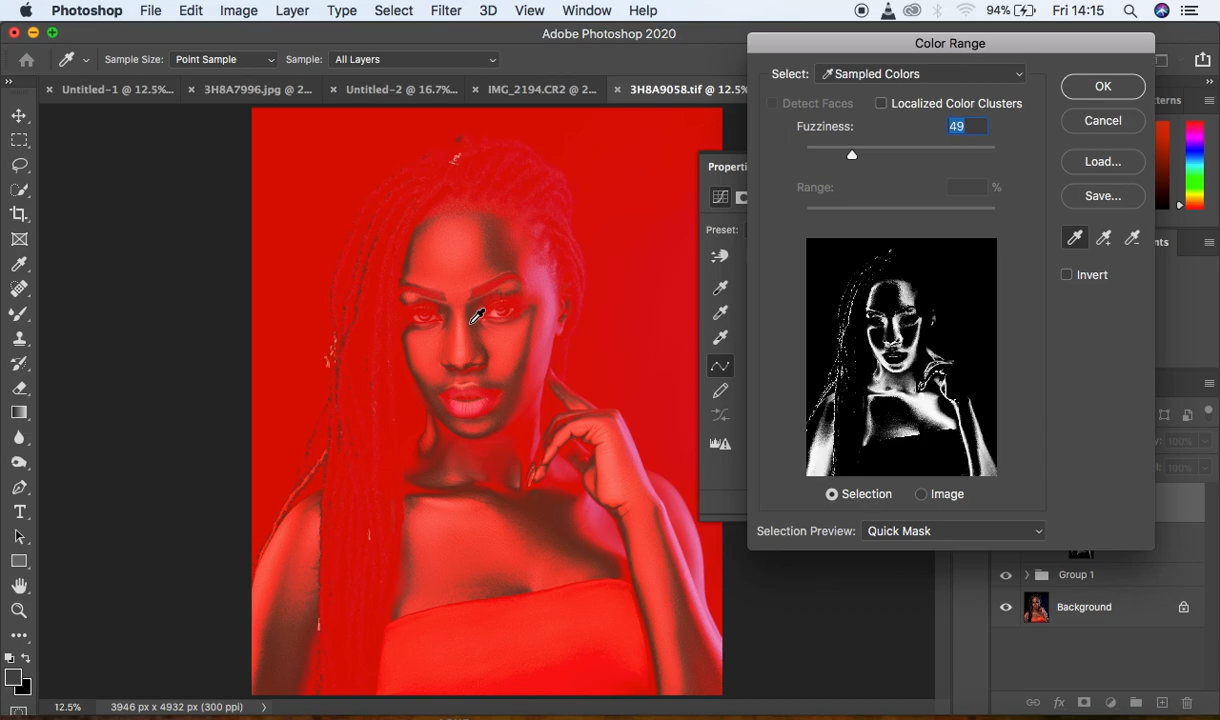 Photoshop File Edit Image Layer Type Select Filter 3D View Window Help 94% Fri 14:15
Adobe Photoshop 2020
Color Range
Sample Size: Point Sample Sample: All Layers
Select: Sampled Colors
OK
Untitled-1 @ 12.5%... 3H8A7996.jpg @ 2... Untitled-2 @ 16.7%... IMG_2194.CR2 @ 2... 3H8A9058.tif @ 12.5%
Detect Faces Localized Color Clusters
Fuzziness: 49
Cancel
Load...
Range: %
Save...
Properti
Preset:
Invert
Selection Image
Selection Preview: Quick Mask
Group 1
Background
12.5% 3946 px x 4932 px (300 ppi)